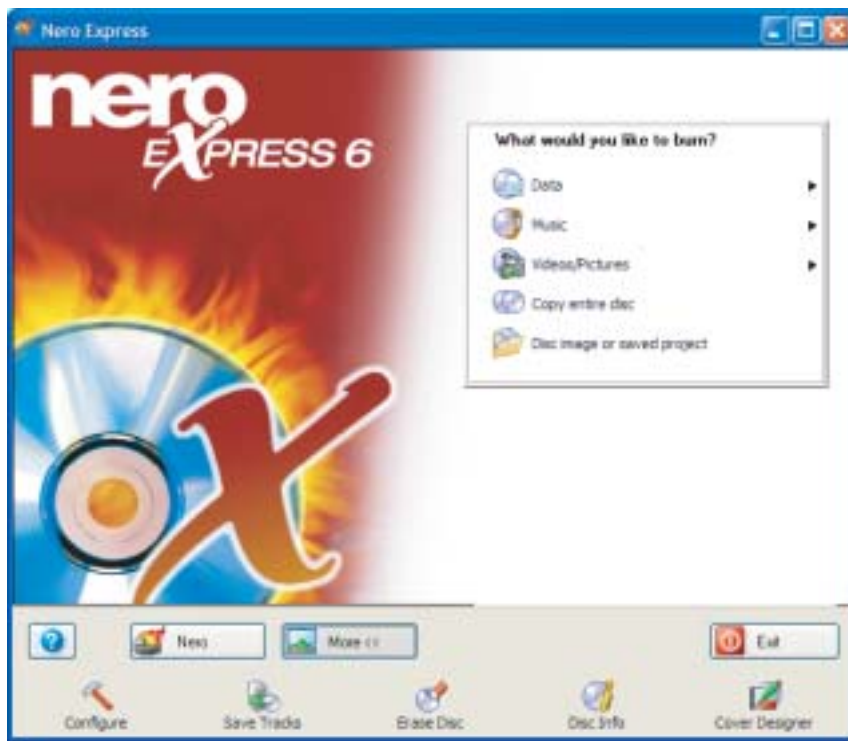 Nero Express
nero
EXPRESS 6
What would you like to burn?
Data
Music
Videos/Pictures
Copy entire disc
Disc image or saved project
Nero
More <<
Exit
Configure
Save Tracks
Erase Disc
Disc Info
Cover Designer